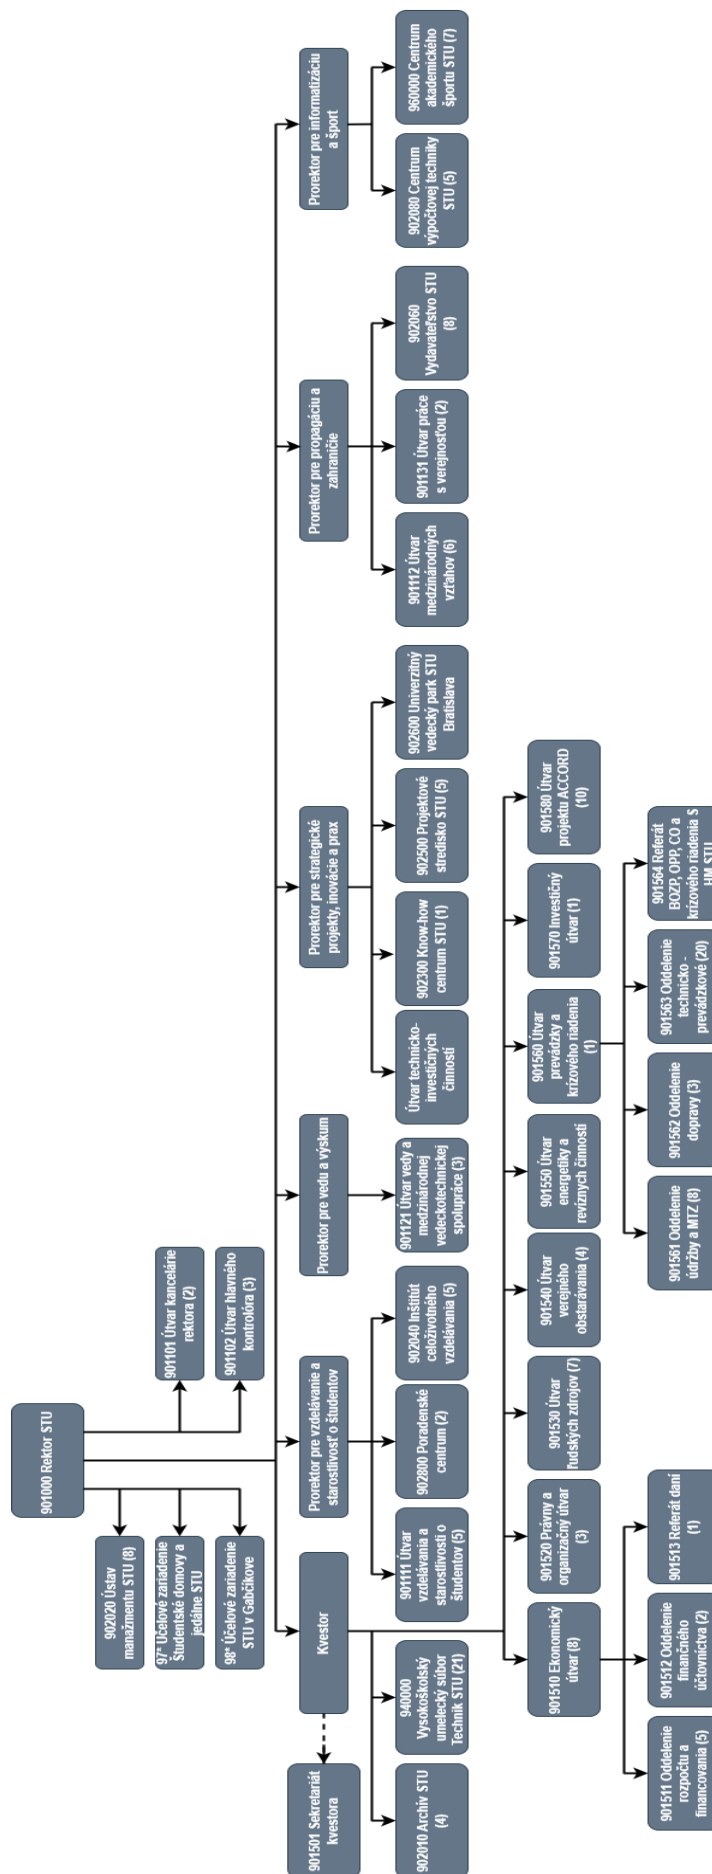 901000 Rektor STU
902020 Ústav
manažmentu STU (8)
97* Účelové zariadenie
Študentské domovy a
jedálne STU
98* Účelové zariadenie
STU v Gabčíkove
901101 Útvar kancelárie
rektora (2)
901102 Útvar hlavného
kontrolóra (3)
901501 Sekretariát
kvestora
Kvestor
Prorektor pre vzdelávanie a
starostlivosť o študentov
Prorektor pre vedu a výskum
Prorektor pre strategické
projekty, inovácie a prax
Prorektor pre propagáciu a
zahraničie
Prorektor pre informatizáciu
a šport
902010 Archív STU
(4)
940000
Vysokoškolský
umelecký súbor
Technik STU (21)
901111 Útvar
vzdelávania a
starostlivosti o
študentov (5)
902800 Poradenské
centrum (2)
902040 Inštitút
celoživotného
vzdelávania (5)
901121 Útvar vedy a
medzinárodnej
vedeckotechnickej
spolupráce (3)
Útvar technicko-
investičných
činností
902300 Know-how
centrum STU (1)
902500 Projektové
stredisko STU (5)
902600 Univerzitný
vedecký park STU
Bratislava
901112 Útvar
medzinárodných
vzťahov (6)
901131 Útvar práce
s verejnosťou (2)
902060
Vydavateľstvo STU
(8)
902080 Centrum
výpočtovej techniky
STU (5)
960000 Centrum
akademického
športu STU (7)
901510 Ekonomický
útvar (8)
901520 Právny a
organizačný útvar
(3)
901530 Útvar
ľudských zdrojov (7)
901540 Útvar
verejného
obstarávania (4)
901550 Útvar
energetiky a
revíznych činností
901560 Útvar
prevádzky a
krízového riadenia
(1)
901570 Investičný
útvar (1)
901580 Útvar
projektu ACCORD
(10)
901511 Oddelenie
rozpočtu a
financovania (5)
901512 Oddelenie
finančného
účtovníctva (2)
901513 Referát daní
(1)
901561 Oddelenie
údržby a MTZ (8)
901562 Oddelenie
dopravy (3)
901563 Oddelenie
technicko -
prevádzkové (20)
901564 Referát
BOZP, OPP, CO a
krízového riadenia S
HM STU